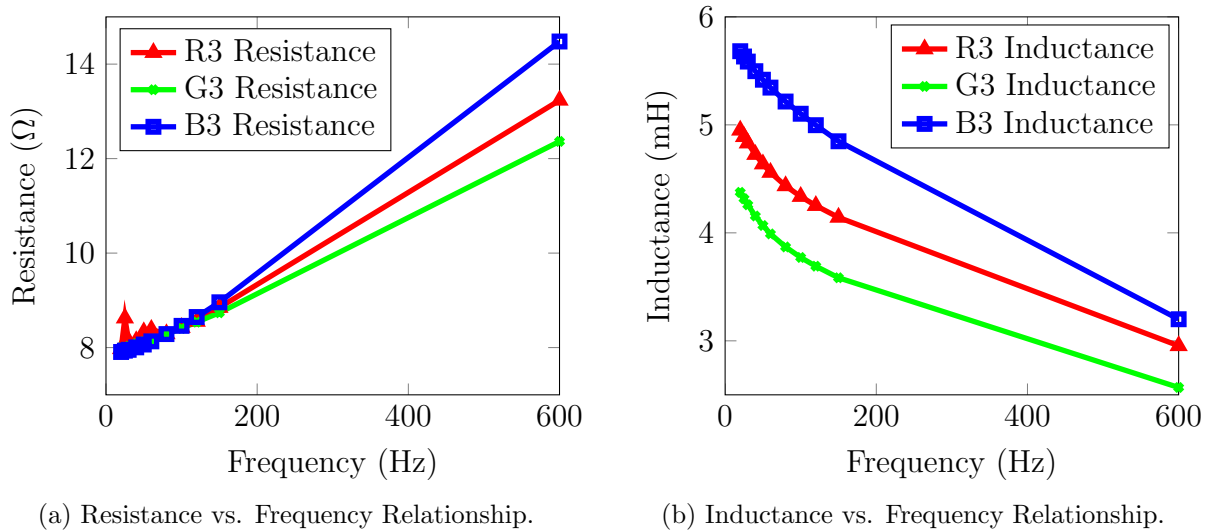 R3 Resistance
G3 Resistance
B3 Resistance
14
12
10
8
0
200
400
600
Resistance (Ω)
Frequency (Hz)
(a) Resistance vs. Frequency Relationship.
R3 Inductance
G3 Inductance
B3 Inductance
6
5
4
3
0
200
400
600
Inductance (mH)
Frequency (Hz)
(b) Inductance vs. Frequency Relationship.